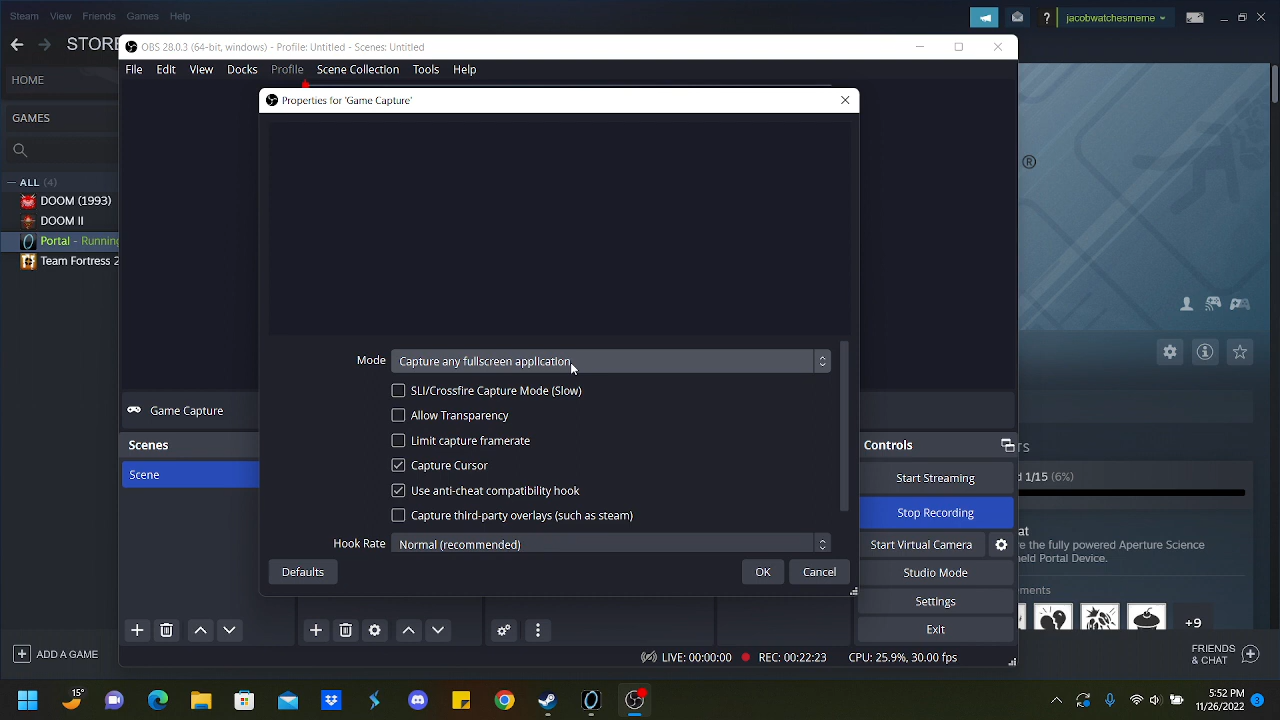 Steam View Friends Games Help
? jacobwatchesmeme
STORE
HOME
GAMES
ALL (4)
DOOM (1993)
DOOM II
Portal - Running
Team Fortress 2
ADD A GAME
OBS 28.0.3 (64-bit, windows) - Profile: Untitled - Scenes: Untitled
File Edit View Docks Profile Scene Collection Tools Help
Properties for 'Game Capture'
Mode Capture any fullscreen application
SLI/Crossfire Capture Mode (Slow)
Allow Transparency
Limit capture framerate
Capture Cursor
Use anti-cheat compatibility hook
Capture third-party overlays (such as steam)
Hook Rate Normal (recommended)
Defaults OK Cancel
Game Capture
Scenes
Scene
Controls
Start Streaming
Stop Recording
Start Virtual Camera
Studio Mode
Settings
Exit
LIVE: 00:00:00 REC: 00:22:23 CPU: 25.9%, 30.00 fps
®
TS
d 1/15 (6%)
at
e the fully powered Aperture Science
eld Portal Device.
ments
+9
FRIENDS
& CHAT
15°
5:52 PM
11/26/2022
3